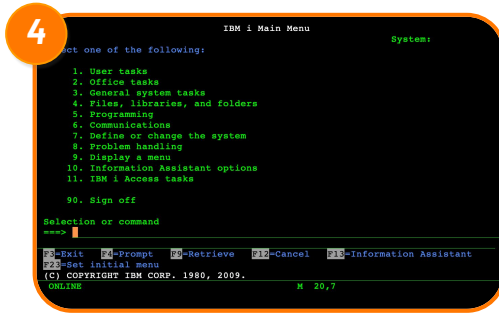 4
IBM i Main Menu
System:
ect one of the following:
1. User tasks
2. Office tasks
3. General system tasks
4. Files, libraries, and folders
5. Programming
6. Communications
7. Define or change the system
8. Problem handling
9. Display a menu
10. Information Assistant options
11. IBM i Access tasks
90. Sign off
Selection or command
===>
F3=Exit F4=Prompt F9=Retrieve F12=Cancel F13=Information Assistant
F23=Set initial menu
(C) COPYRIGHT IBM CORP. 1980, 2009.
ONLINE M 20,7